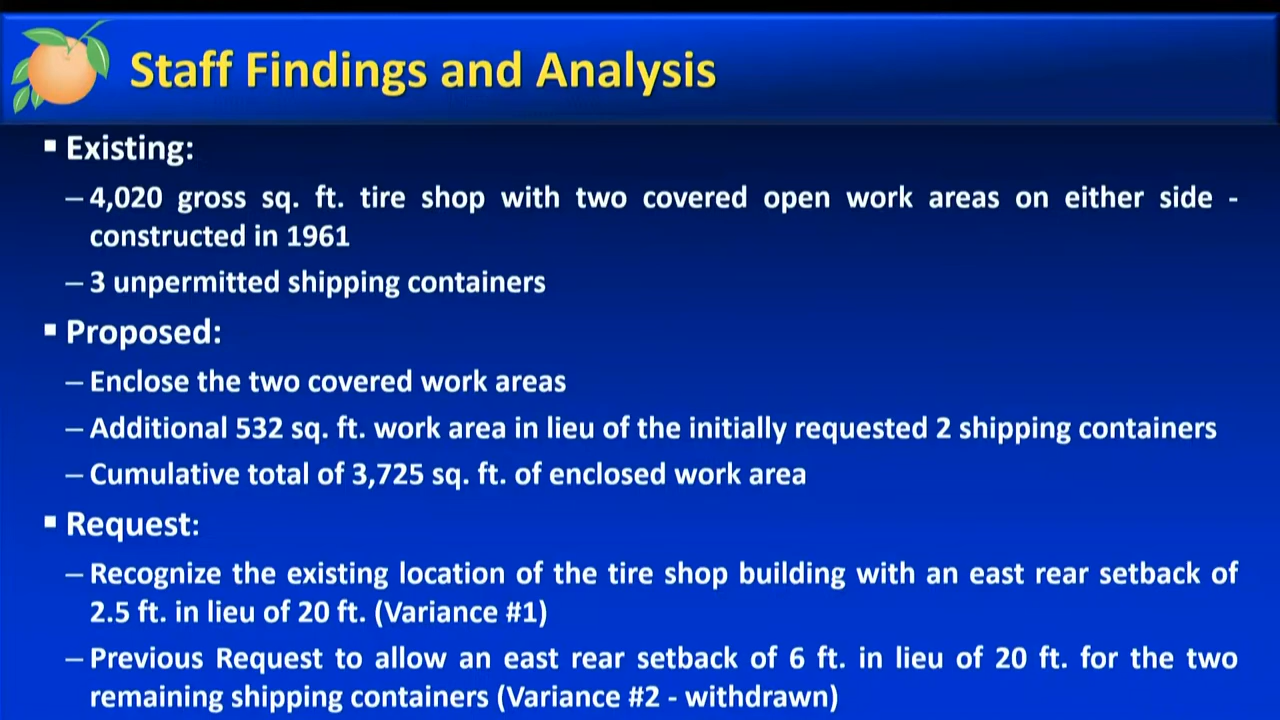 Staff Findings and Analysis
▪ Existing:
– 4,020 gross sq. ft. tire shop with two covered open work areas on either side -
constructed in 1961
– 3 unpermitted shipping containers
▪ Proposed:
– Enclose the two covered work areas
– Additional 532 sq. ft. work area in lieu of the initially requested 2 shipping containers
– Cumulative total of 3,725 sq. ft. of enclosed work area
▪ Request:
– Recognize the existing location of the tire shop building with an east rear setback of
2.5 ft. in lieu of 20 ft. (Variance #1)
– Previous Request to allow an east rear setback of 6 ft. in lieu of 20 ft. for the two
remaining shipping containers (Variance #2 - withdrawn)